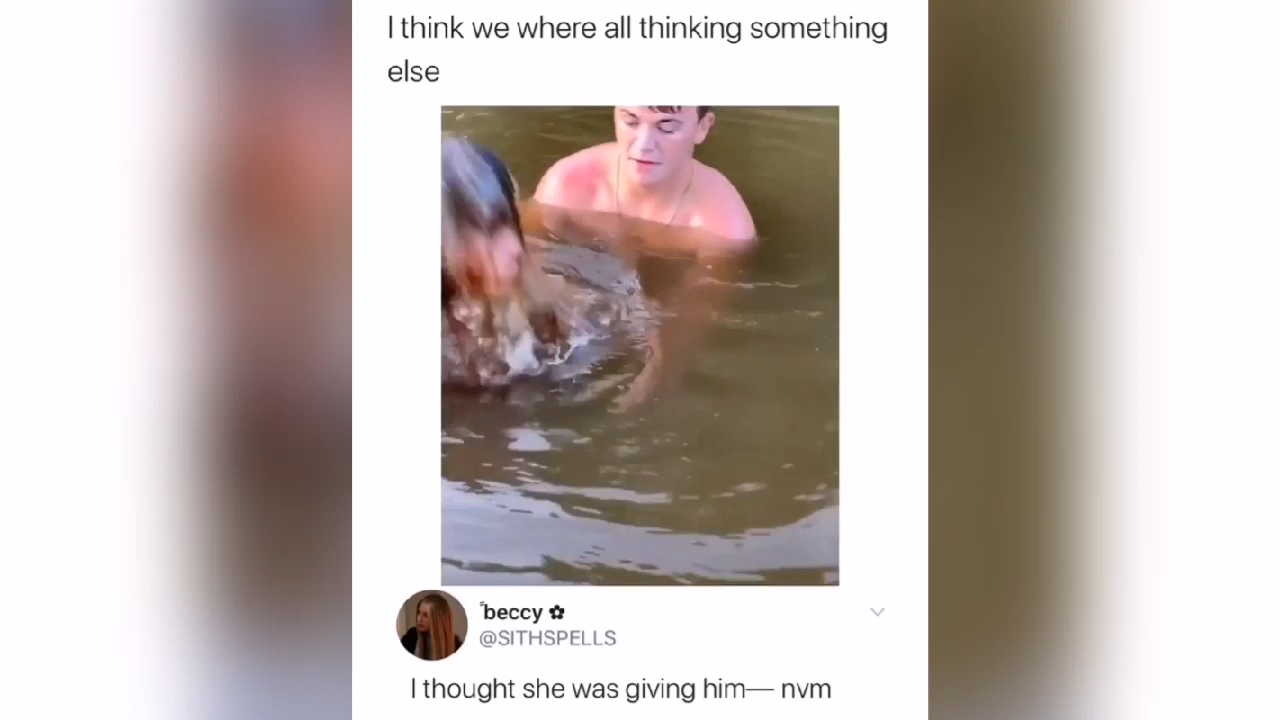 I think we where all thinking something
else
beccy ✿
@SITHSPELLS
I thought she was giving him— nvm